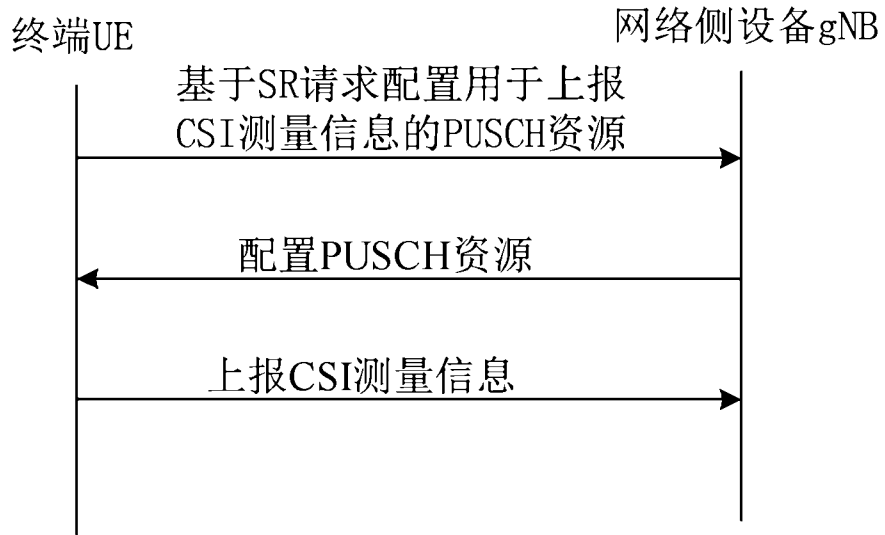 终端UE
网络侧设备gNB
基于SR请求配置用于上报
CSI测量信息的PUSCH资源
配置PUSCH资源
上报CSI测量信息